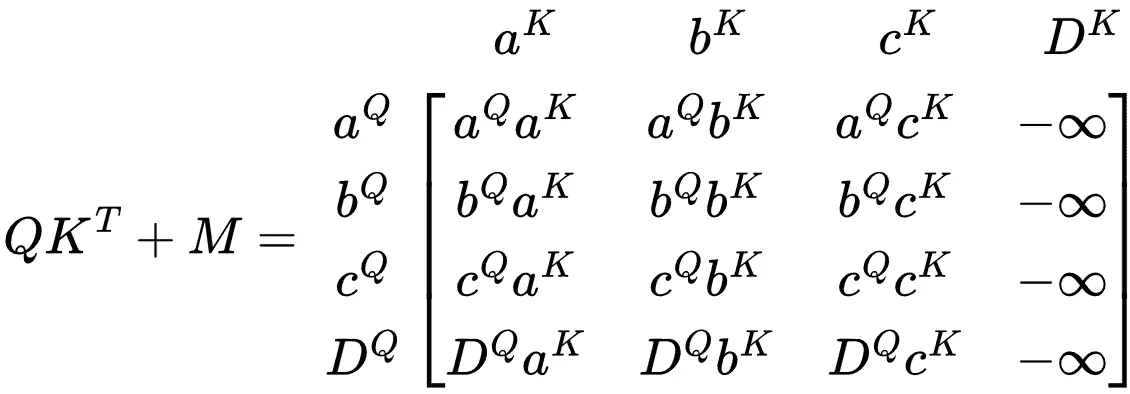 a^K b^K c^K D^K
a^Q a^Q a^K a^Q b^K a^Q c^K −∞
b^Q b^Q a^K b^Q b^K b^Q c^K −∞
QK^T + M =
c^Q c^Q a^K c^Q b^K c^Q c^K −∞
D^Q D^Q a^K D^Q b^K D^Q c^K −∞